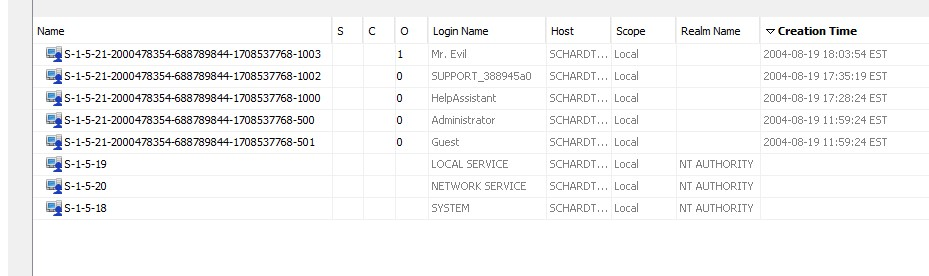 Name S C O Login Name Host Scope Realm Name Creation Time
S-1-5-21-2000478354-688789844-1708537768-1003 1 Mr. Evil SCHARDT... Local 2004-08-19 18:03:54 EST
S-1-5-21-2000478354-688789844-1708537768-1002 0 SUPPORT_388945a0 SCHARDT... Local 2004-08-19 17:35:19 EST
S-1-5-21-2000478354-688789844-1708537768-1000 0 HelpAssistant SCHARDT... Local 2004-08-19 17:28:24 EST
S-1-5-21-2000478354-688789844-1708537768-500 0 Administrator SCHARDT... Local 2004-08-19 11:59:24 EST
S-1-5-21-2000478354-688789844-1708537768-501 0 Guest SCHARDT... Local 2004-08-19 11:59:24 EST
S-1-5-19 LOCAL SERVICE SCHARDT... Local NT AUTHORITY
S-1-5-20 NETWORK SERVICE SCHARDT... Local NT AUTHORITY
S-1-5-18 SYSTEM SCHARDT... Local NT AUTHORITY